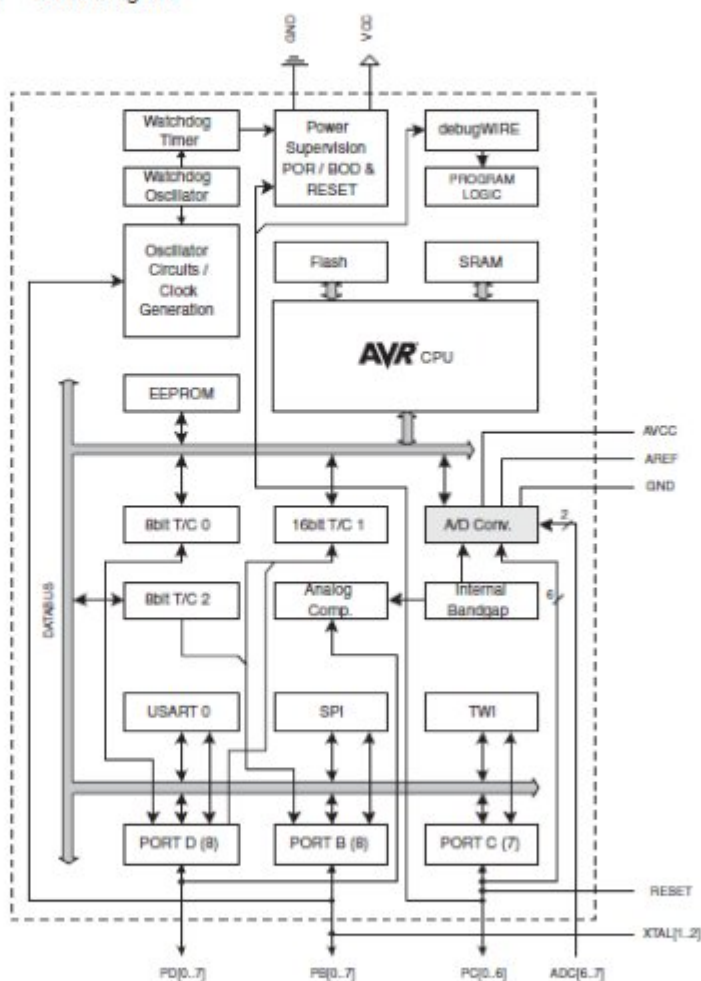 GND
VCC
Watchdog
Timer
Power
Supervision
POR / BOD &
RESET
debugWIRE
Watchdog
Oscillator
PROGRAM
LOGIC
Oscillator
Circuits /
Clock
Generation
Flash
SRAM
AVR CPU
EEPROM
AVCC
AREF
GND
8bit T/C 0
16bit T/C 1
A/D Conv.
2
DATABUS
8bit T/C 2
Analog
Comp.
Internal
Bandgap
6
USART 0
SPI
TWI
PORT D (8)
PORT B (8)
PORT C (7)
RESET
XTAL[1..2]
PD[0..7]
PB[0..7]
PC[0..6]
ADC[6..7]